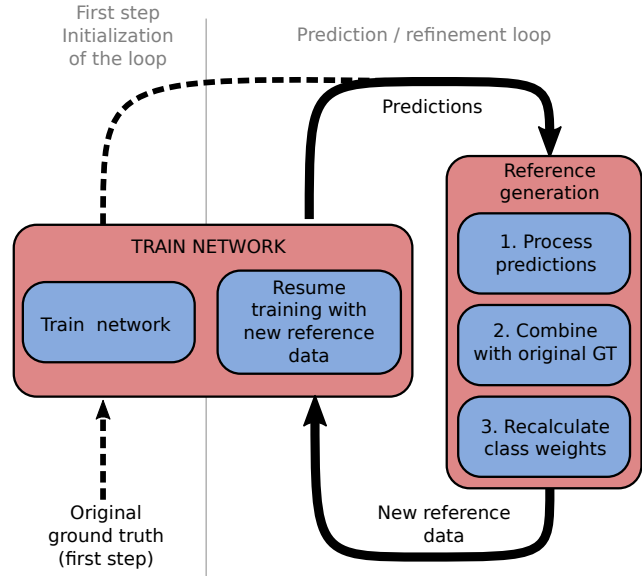 First step
Initialization
of the loop
Prediction / refinement loop
Predictions
Reference
generation
1. Process
predictions
2. Combine
with original GT
3. Recalculate
class weights
TRAIN NETWORK
Train network
Resume
training with
new reference
data
Original
ground truth
(first step)
New reference
data